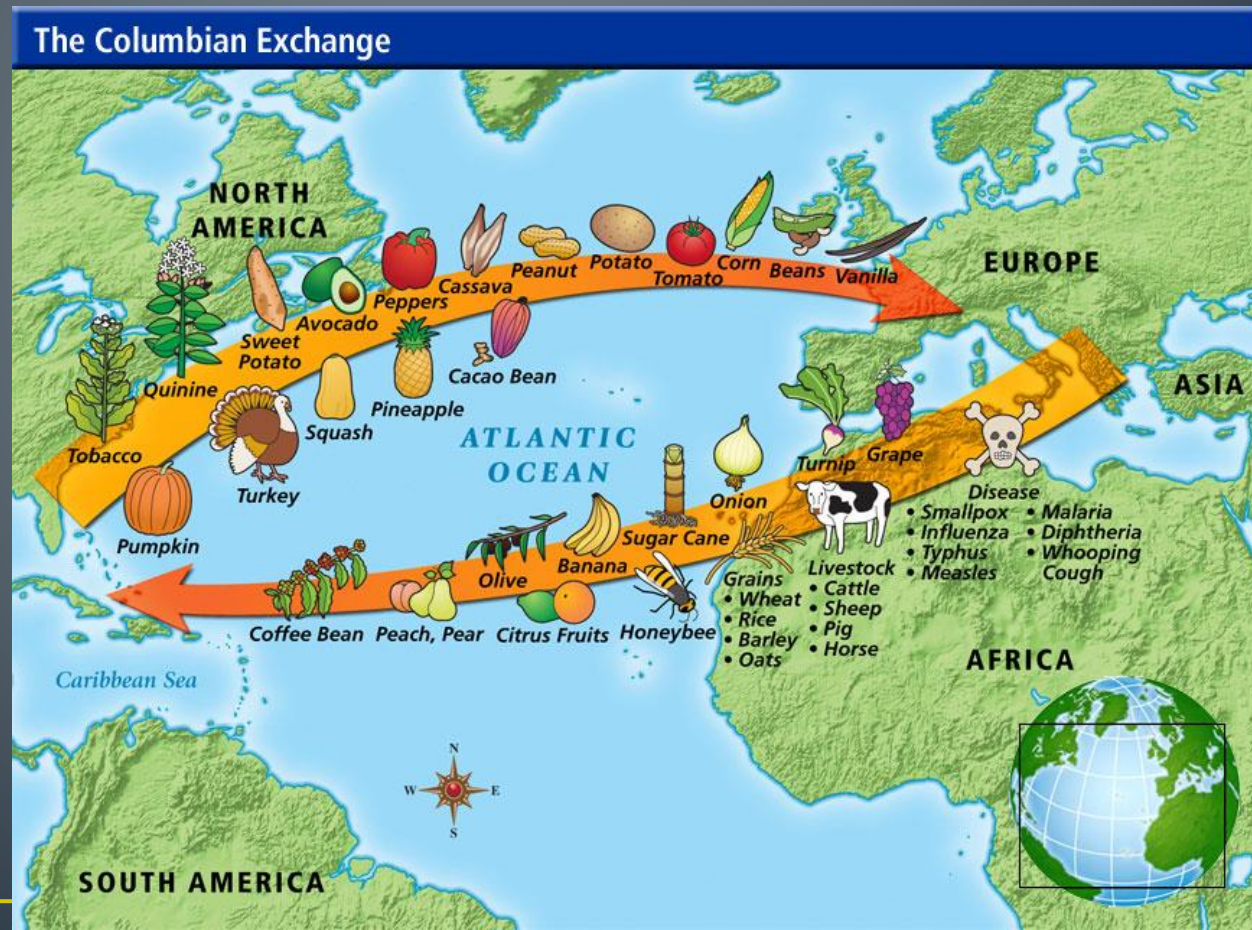 The Columbian Exchange
NORTH
AMERICA
EUROPE
ASIA
Tobacco
Quinine
Sweet
Potato
Avocado
Peppers
Cassava
Peanut
Potato
Tomato
Corn
Beans
Vanilla
Pumpkin
Turkey
Squash
Pineapple
Cacao Bean
ATLANTIC
OCEAN
Coffee Bean
Peach, Pear
Olive
Citrus Fruits
Banana
Honeybee
Sugar Cane
Onion
Grains
• Wheat
• Rice
• Barley
• Oats
Turnip
Grape
Livestock
• Cattle
• Sheep
• Pig
• Horse
Disease
• Smallpox
• Influenza
• Typhus
• Measles
• Malaria
• Diphtheria
• Whooping
Cough
AFRICA
Caribbean Sea
N
W
E
S
SOUTH AMERICA